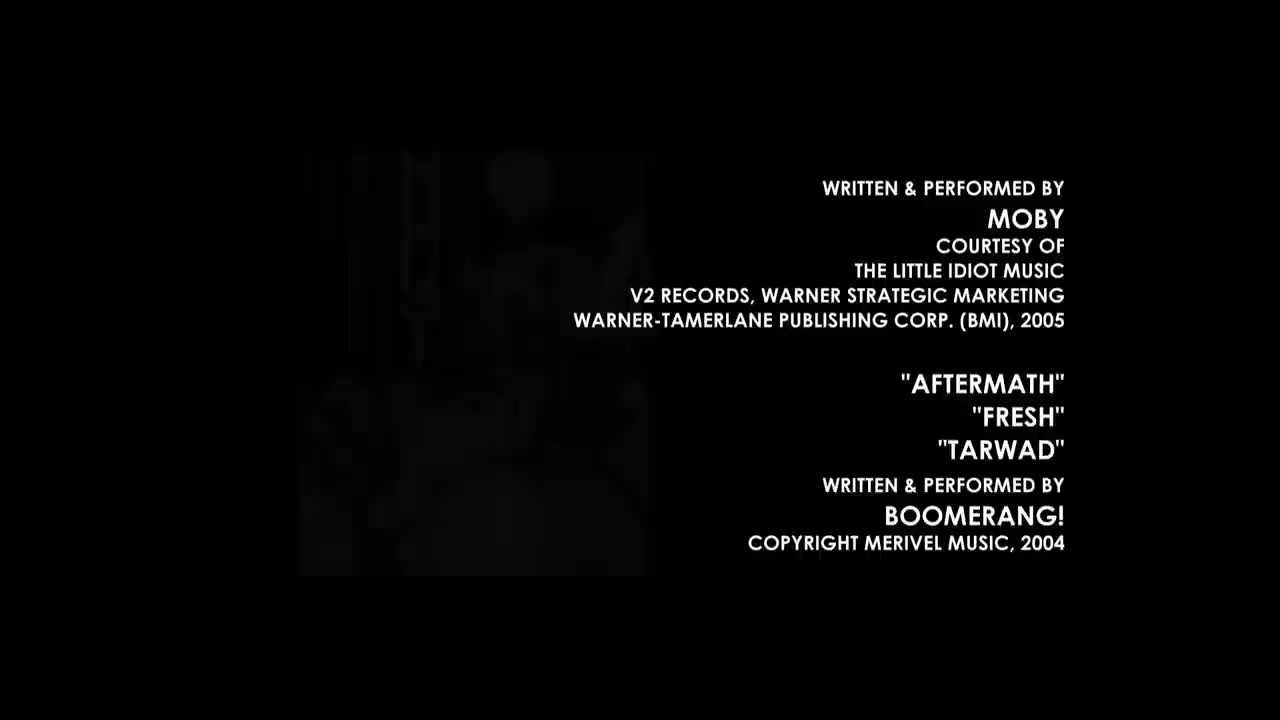 WRITTEN & PERFORMED BY
MOBY
COURTESY OF
THE LITTLE IDIOT MUSIC
V2 RECORDS, WARNER STRATEGIC MARKETING
WARNER-TAMERLANE PUBLISHING CORP. (BMI), 2005
"AFTERMATH"
"FRESH"
"TARWAD"
WRITTEN & PERFORMED BY
BOOMERANG!
COPYRIGHT MERIVEL MUSIC, 2004